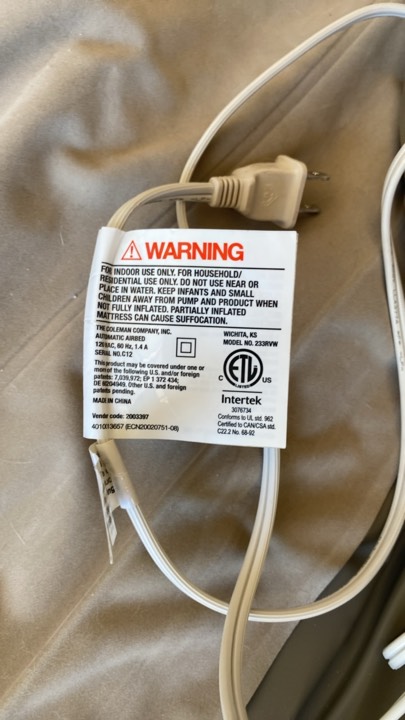 WARNING
FOR INDOOR USE ONLY. FOR HOUSEHOLD/
RESIDENTIAL USE ONLY. DO NOT USE NEAR OR
PLACE IN WATER. KEEP INFANTS AND SMALL
CHILDREN AWAY FROM PUMP AND PRODUCT WHEN
NOT FULLY INFLATED. PARTIALLY INFLATED
MATTRESS CAN CAUSE SUFFOCATION.
THE COLEMAN COMPANY, INC.
AUTOMATIC AIRBED
120VAC, 60 Hz, 1.4 A
SERIAL NO.C12
WICHITA, KS
MODEL NO. 233RVW
This product may be covered under one or
more of the following U.S. and/or foreign
patents: 7,039,972; EP 1 372 434;
DE 8204949. Other U.S. and foreign
patents pending.
MADE IN CHINA
Vendor code: 2003397
401013657 (ECN20020751-08)
C ETL US
Intertek
3076734
Conforms to UL std. 962
Certified to CAN/CSA std.
C22.2 No. 68-92